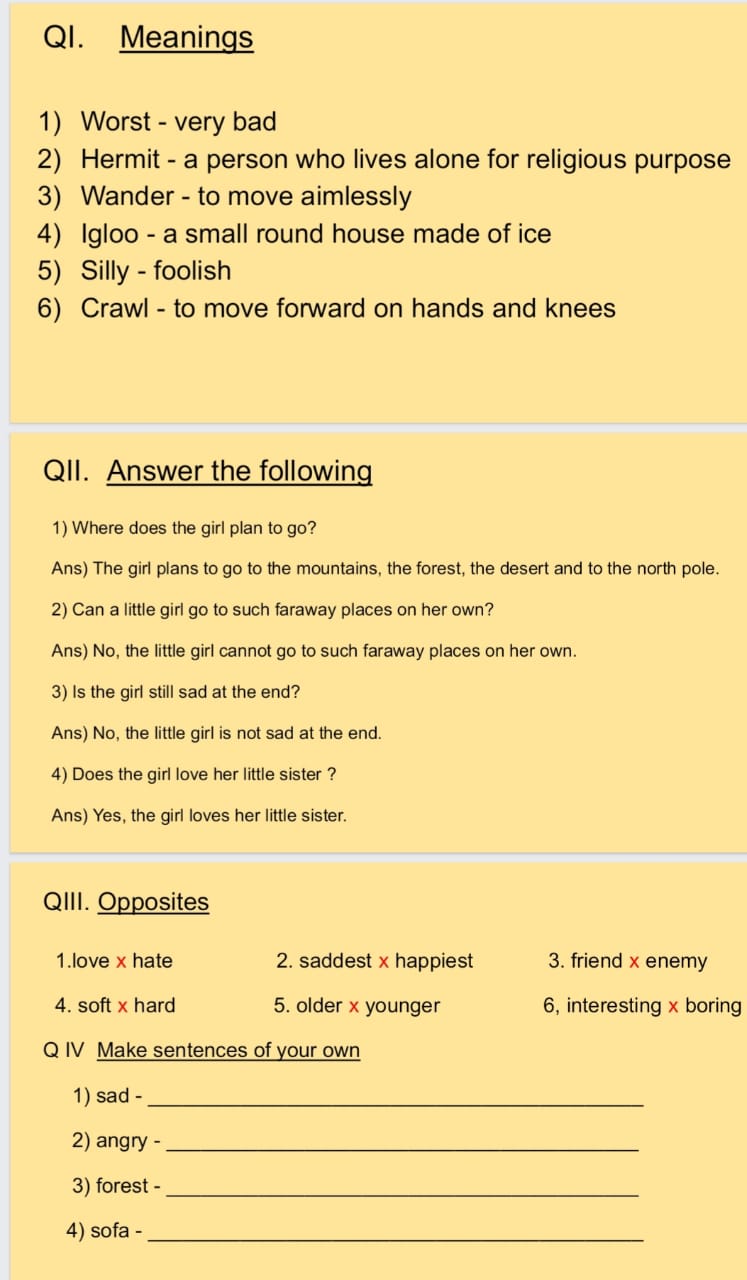 QI. Meanings
1) Worst - very bad
2) Hermit - a person who lives alone for religious purpose
3) Wander - to move aimlessly
4) Igloo - a small round house made of ice
5) Silly - foolish
6) Crawl - to move forward on hands and knees
QII. Answer the following
1) Where does the girl plan to go?
Ans) The girl plans to go to the mountains, the forest, the desert and to the north pole.
2) Can a little girl go to such faraway places on her own?
Ans) No, the little girl cannot go to such faraway places on her own.
3) Is the girl still sad at the end?
Ans) No, the little girl is not sad at the end.
4) Does the girl love her little sister ?
Ans) Yes, the girl loves her little sister.
QIII. Opposites
1.love x hate 2. saddest x happiest 3. friend x enemy
4. soft x hard 5. older x younger 6, interesting x boring
Q IV Make sentences of your own
1) sad - ________________
2) angry - ________________
3) forest - ________________
4) sofa - ________________